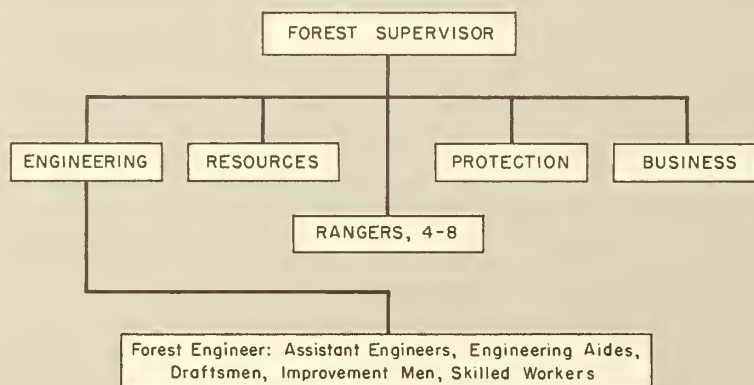 FOREST SUPERVISOR
ENGINEERING
RESOURCES
PROTECTION
BUSINESS
RANGERS, 4-8
Forest Engineer: Assistant Engineers, Engineering Aides,
Draftsmen, Improvement Men, Skilled Workers